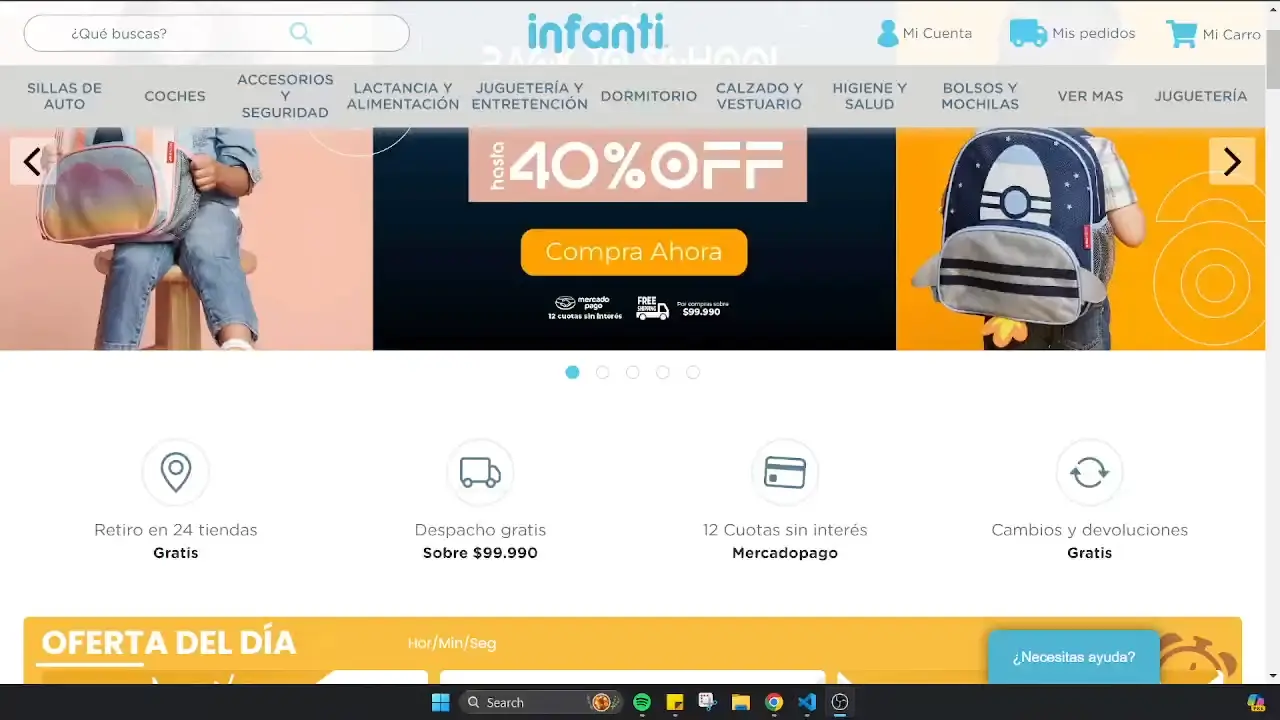 ¿Qué buscas?
infanti
Mi Cuenta
Mis pedidos
Mi Carro
BACK TO SCHOOL
SILLAS DE
AUTO
COCHES
ACCESORIOS
Y
SEGURIDAD
LACTANCIA Y
ALIMENTACIÓN
JUGUETERÍA Y
ENTRETENCIÓN
DORMITORIO
CALZADO Y
VESTUARIO
HIGIENE Y
SALUD
BOLSOS Y
MOCHILAS
VER MAS
JUGUETERÍA
hasta
40%OFF
Compra Ahora
mercado
pago
12 cuotas sin interés
FREE
SHIPPING
Por compras sobre
$99.990
Retiro en 24 tiendas
Gratis
Despacho gratis
Sobre $99.990
12 Cuotas sin interés
Mercadopago
Cambios y devoluciones
Gratis
OFERTA DEL DÍA
Hor/Min/Seg
¿Necesitas ayuda?
Search